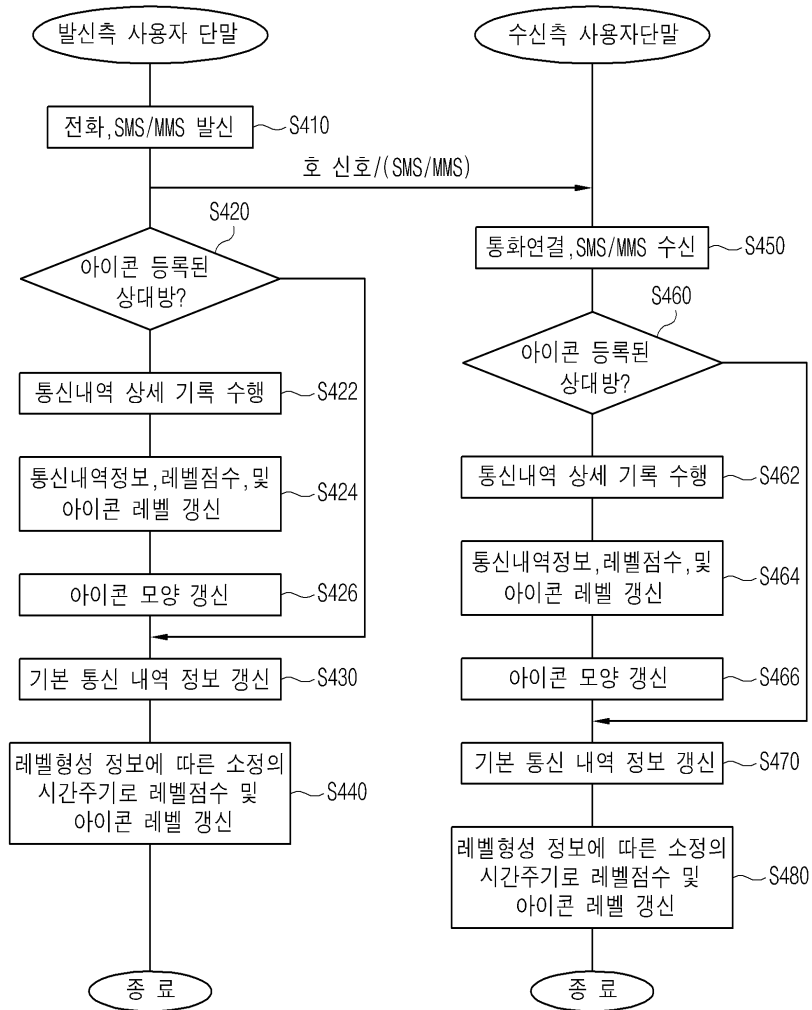 발신측 사용자 단말
전화,SMS/MMS 발신
S410
호 신호/(SMS/MMS)
S420
아이콘 등록된
상대방?
통신내역 상세 기록 수행
S422
통신내역정보,레벨점수,및
아이콘 레벨 갱신
S424
아이콘 모양 갱신
S426
기본 통신 내역 정보 갱신
S430
레벨형성 정보에 따른 소정의
시간주기로 레벨점수 및
아이콘 레벨 갱신
S440
종 료
수신측 사용자단말
통화연결,SMS/MMS 수신
S450
S460
아이콘 등록된
상대방?
통신내역 상세 기록 수행
S462
통신내역정보,레벨점수,및
아이콘 레벨 갱신
S464
아이콘 모양 갱신
S466
기본 통신 내역 정보 갱신
S470
레벨형성 정보에 따른 소정의
시간주기로 레벨점수 및
아이콘 레벨 갱신
S480
종 료